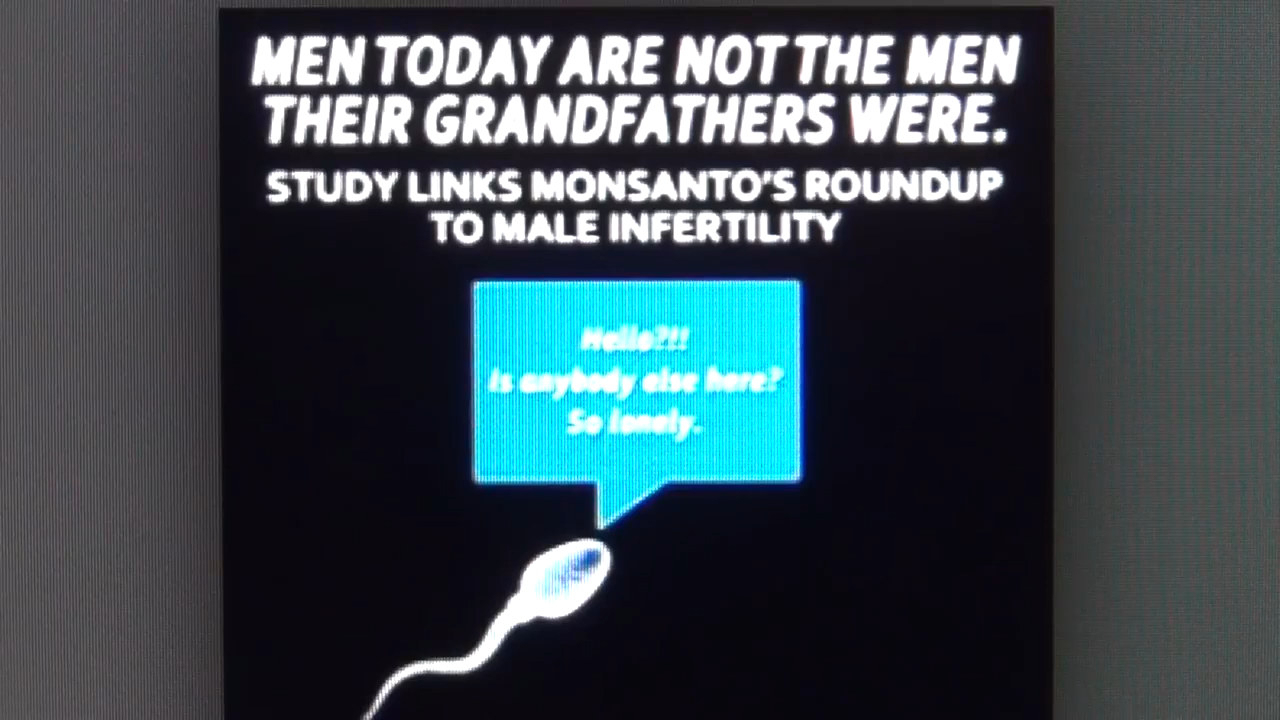 MEN TODAY ARE NOT THE MEN
THEIR GRANDFATHERS WERE.
STUDY LINKS MONSANTO'S ROUNDUP
TO MALE INFERTILITY
Hello?!!
Is anybody else here?
So lonely.